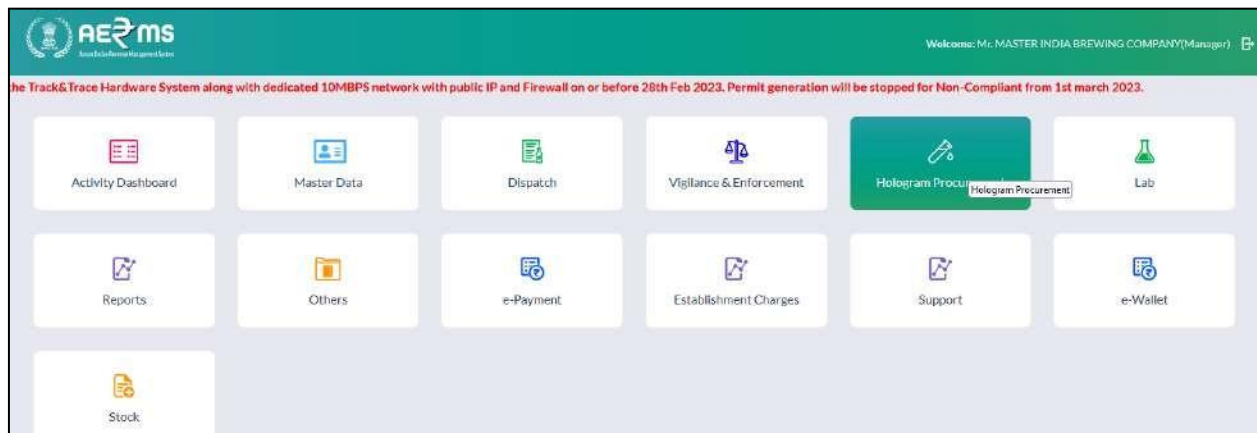 AERMS
Welcome: Mr. MASTER INDIA BREWING COMPANY(Manager)
he Track&Trace Hardware System along with dedicated 10MBPS network with public IP and Firewall on or before 28th Feb 2023. Permit generation will be stopped for Non-Compliant from 1st march 2023.
Activity Dashboard
Master Data
Dispatch
Vigilance & Enforcement
Hologram Procu
Hologram Procurement
Lab
Reports
Others
e-Payment
Establishment Charges
Support
e-Wallet
Stock